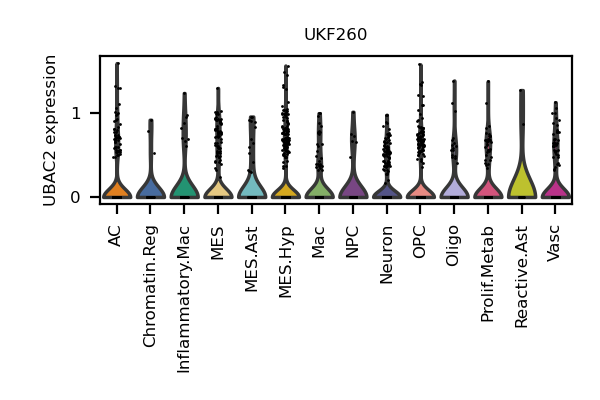 UKF260
UBAC2 expression
1
0
AC
Chromatin.Reg
Inflammatory.Mac
MES
MES.Ast
MES.Hyp
Mac
NPC
Neuron
OPC
Oligo
Prolif.Metab
Reactive.Ast
Vasc